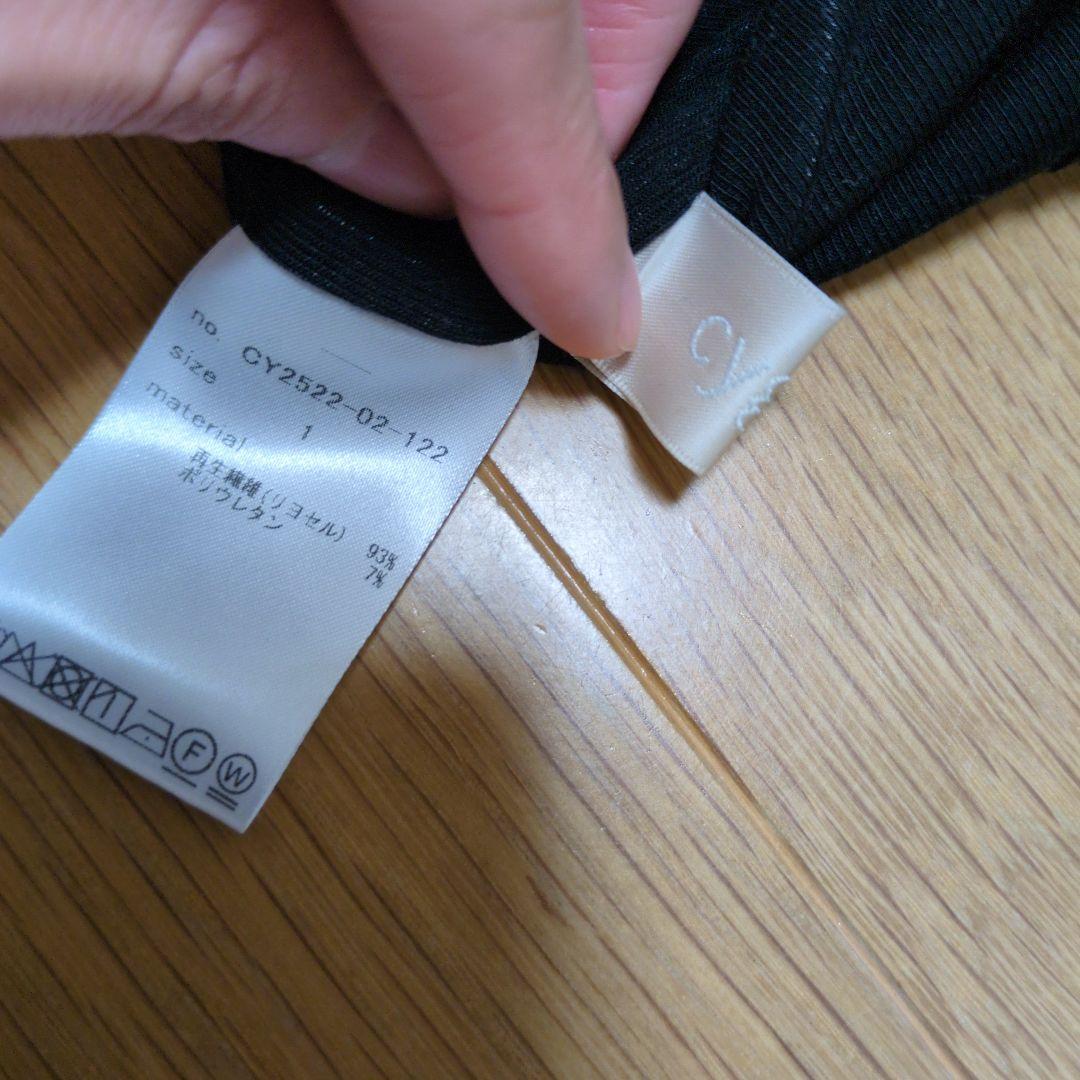 no. CY2522-02-122
size 1
material
再生繊維(リヨセル) 93%
ポリウレタン 7%
F
W